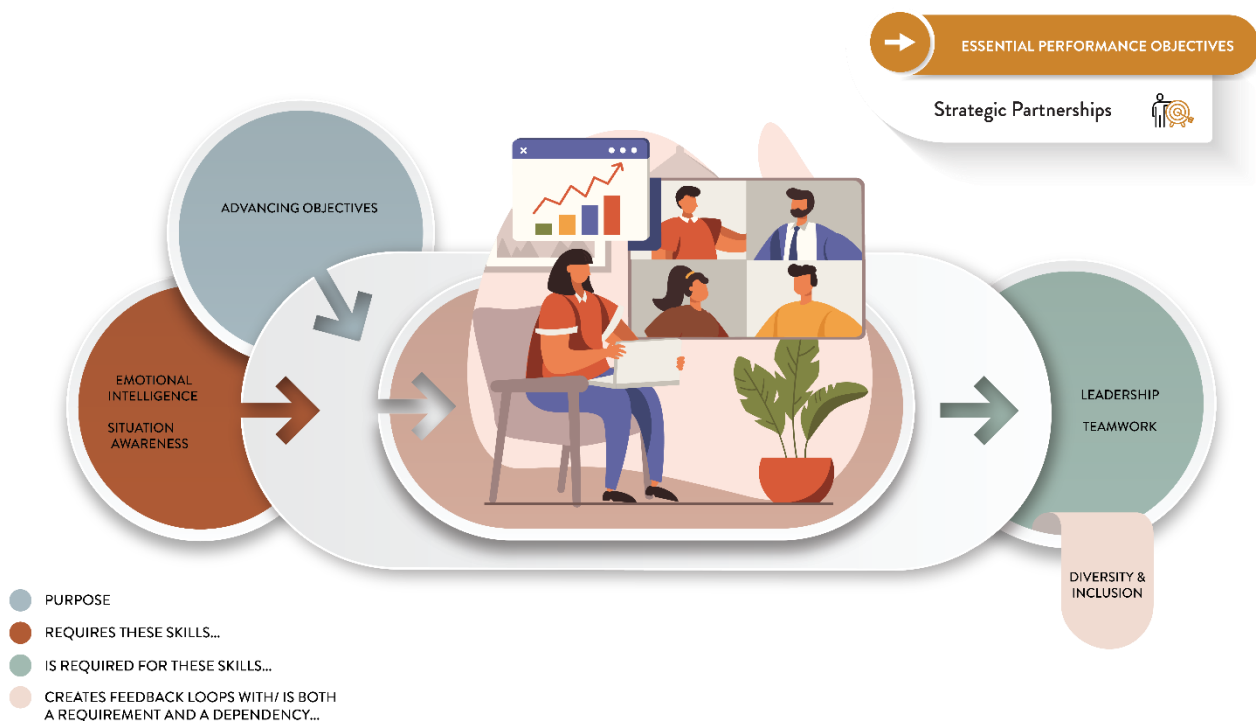 ESSENTIAL PERFORMANCE OBJECTIVES
Strategic Partnerships
ADVANCING OBJECTIVES
EMOTIONAL
INTELLIGENCE
SITUATION
AWARENESS
LEADERSHIP
TEAMWORK
DIVERSITY &
INCLUSION
PURPOSE
REQUIRES THESE SKILLS...
IS REQUIRED FOR THESE SKILLS...
CREATES FEEDBACK LOOPS WITH/ IS BOTH
A REQUIREMENT AND A DEPENDENCY...